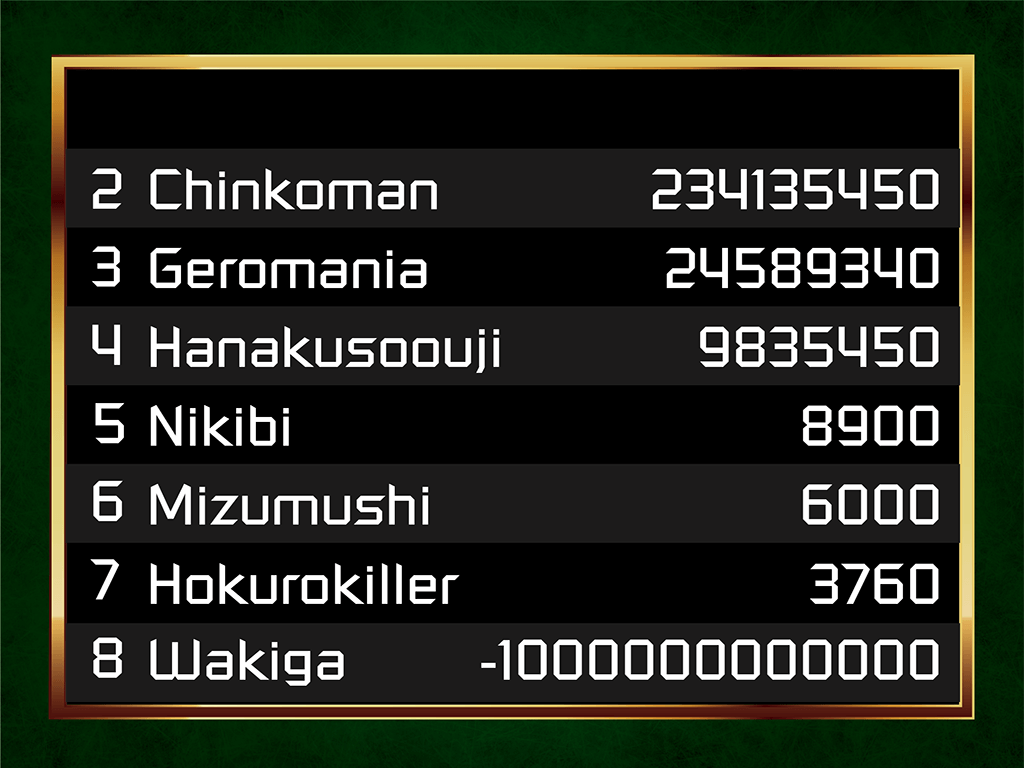 2 Chinkoman 234135450
3 Geromania 24589340
4 Hanakusoouji 9835450
5 Nikibi 8900
6 Mizumushi 6000
7 Hokurokiller 3760
8 Wakiga -1000000000000